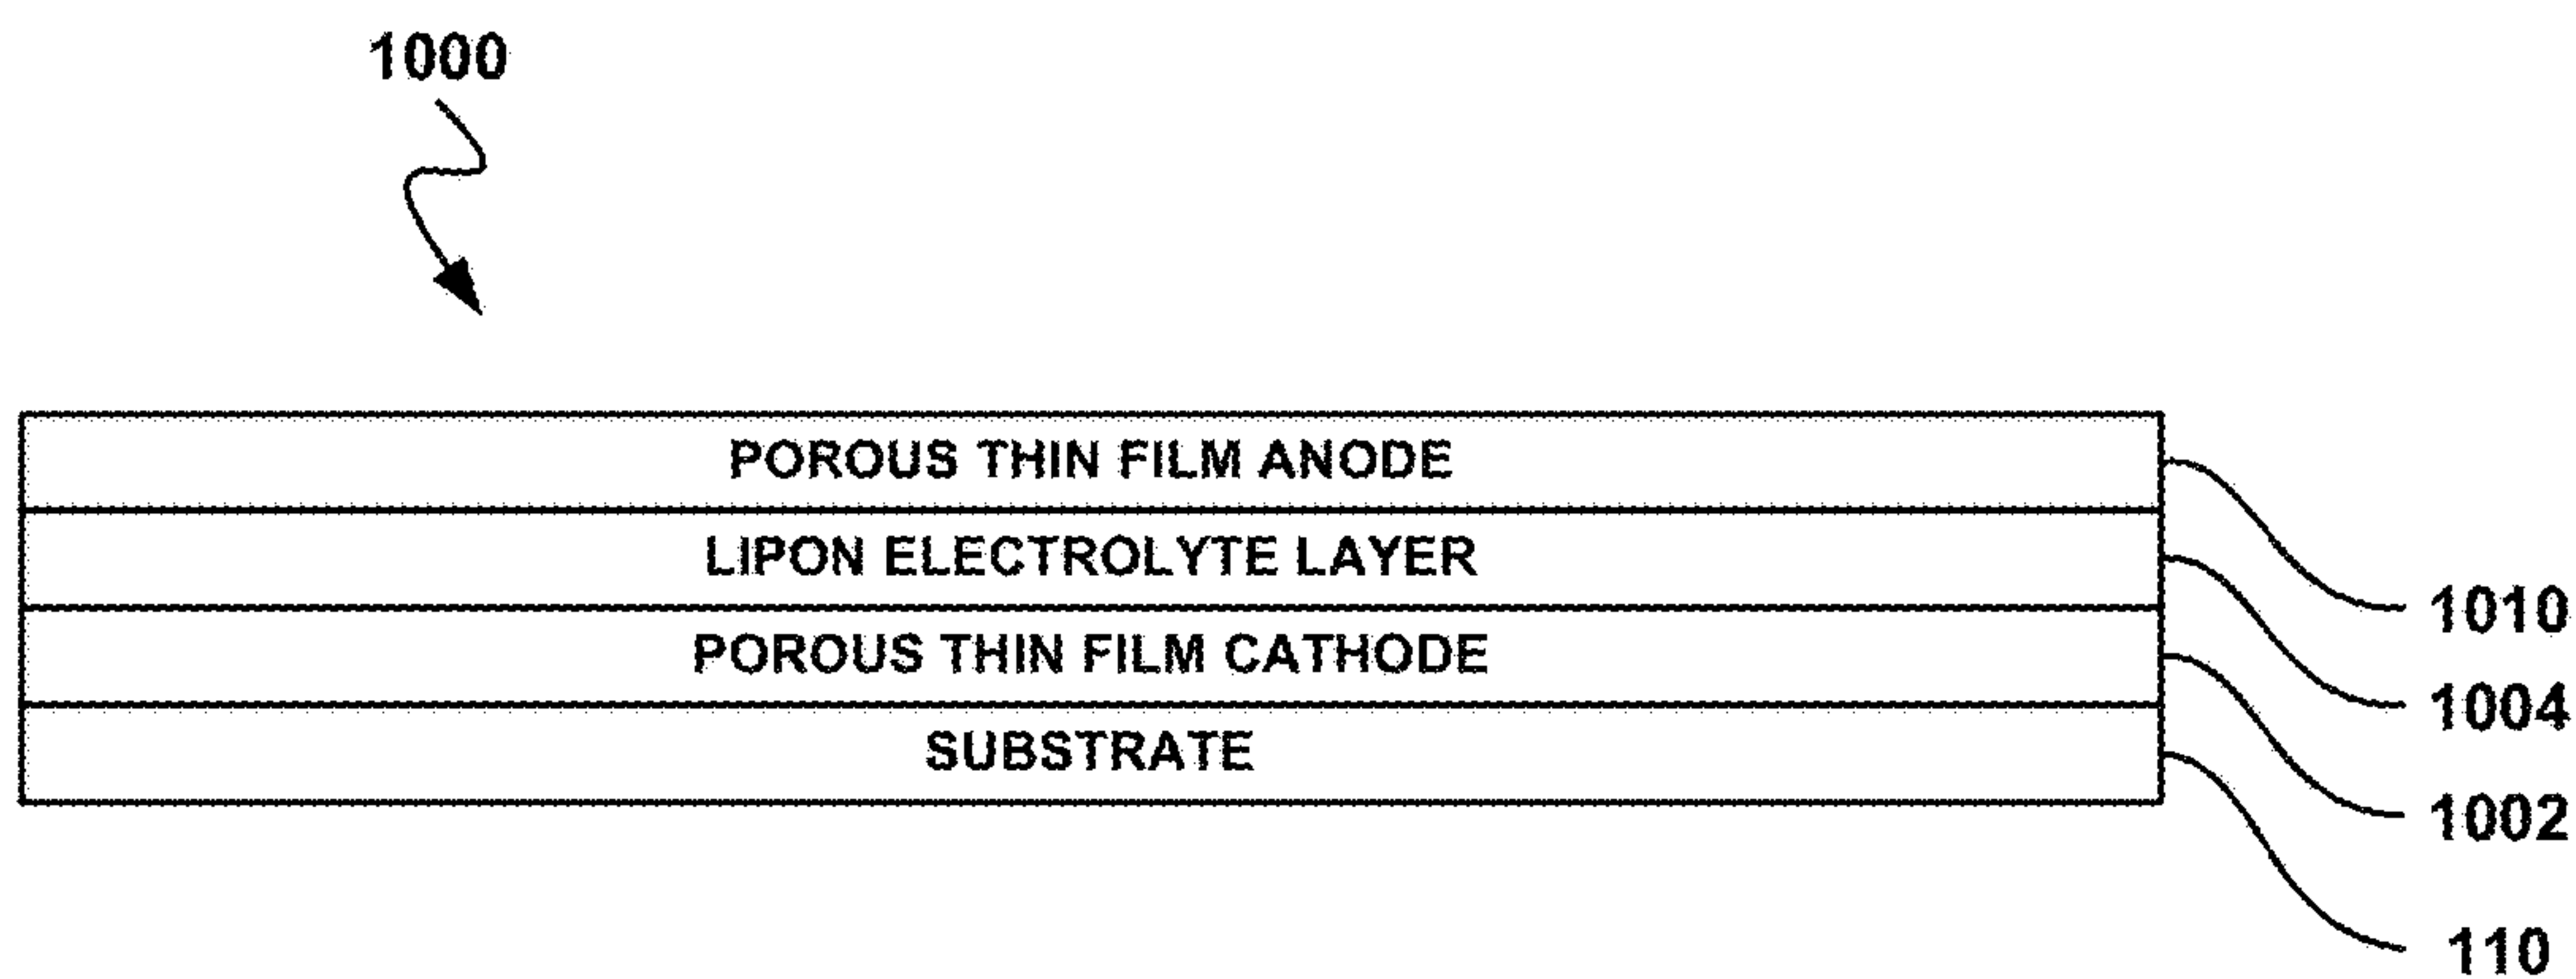 1000
POROUS THIN FILM ANODE
LIPON ELECTROLYTE LAYER
POROUS THIN FILM CATHODE
SUBSTRATE
1010
1004
1002
110